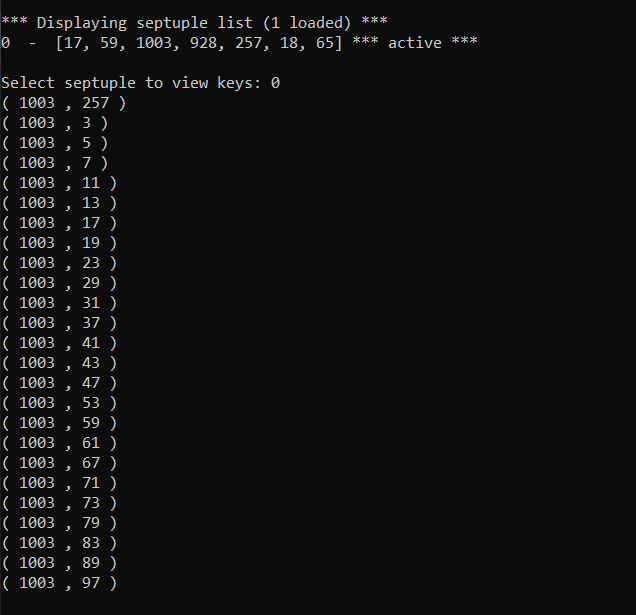 *** Displaying septuple list (1 loaded) ***
0  -  [17, 59, 1003, 928, 257, 18, 65] *** active ***
Select septuple to view keys: 0
( 1003 , 257 )
( 1003 , 3 )
( 1003 , 5 )
( 1003 , 7 )
( 1003 , 11 )
( 1003 , 13 )
( 1003 , 17 )
( 1003 , 19 )
( 1003 , 23 )
( 1003 , 29 )
( 1003 , 31 )
( 1003 , 37 )
( 1003 , 41 )
( 1003 , 43 )
( 1003 , 47 )
( 1003 , 53 )
( 1003 , 59 )
( 1003 , 61 )
( 1003 , 67 )
( 1003 , 71 )
( 1003 , 73 )
( 1003 , 79 )
( 1003 , 83 )
( 1003 , 89 )
( 1003 , 97 )